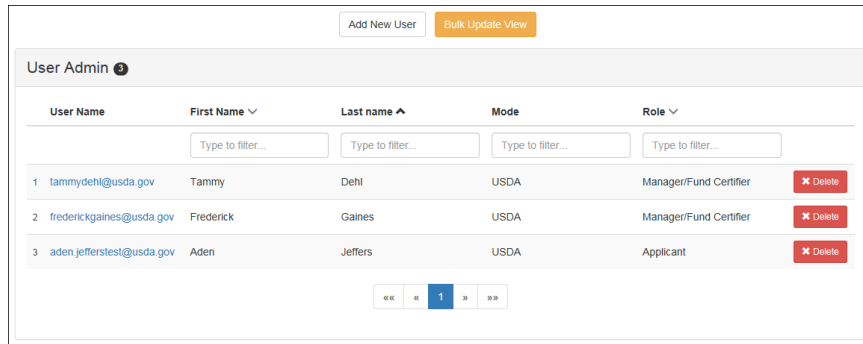 Add New User Bulk Update View
User Admin 3
User Name First Name Last name Mode Role
Type to filter... Type to filter... Type to filter... Type to filter...
1 tammydehl@usda.gov Tammy Dehl USDA Manager/Fund Certifier ✖ Delete
2 frederickgaines@usda.gov Frederick Gaines USDA Manager/Fund Certifier ✖ Delete
3 aden.jefferstest@usda.gov Aden Jeffers USDA Applicant ✖ Delete
«« « 1 » »»